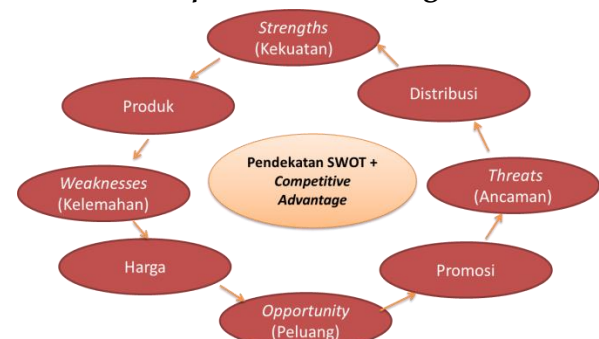 Strengths
(Kekuatan)
Produk
Distribusi
Pendekatan SWOT +
Competitive
Advantage
Weaknesses
(Kelemahan)
Threats
(Ancaman)
Harga
Promosi
Opportunity
(Peluang)